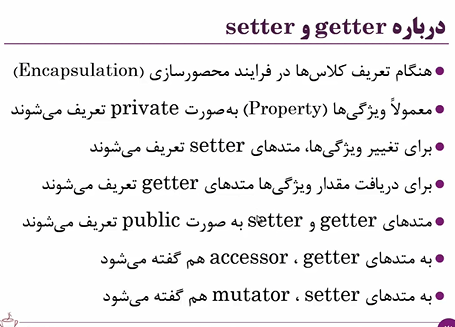 درباره getter و setter
هنگام تعریف کلاس‌ها در فرایند محصورسازی (Encapsulation)
معمولاً ویژگی‌ها (Property) به‌صورت private تعریف می‌شوند
برای تغییر ویژگی‌ها، متدهای setter تعریف می‌شوند
برای دریافت مقدار ویژگی‌ها متدهای getter تعریف می‌شوند
متدهای getter و setter به صورت public تعریف می‌شوند
به متدهای getter ، accessor هم گفته می‌شود
به متدهای setter ، mutator هم گفته می‌شود